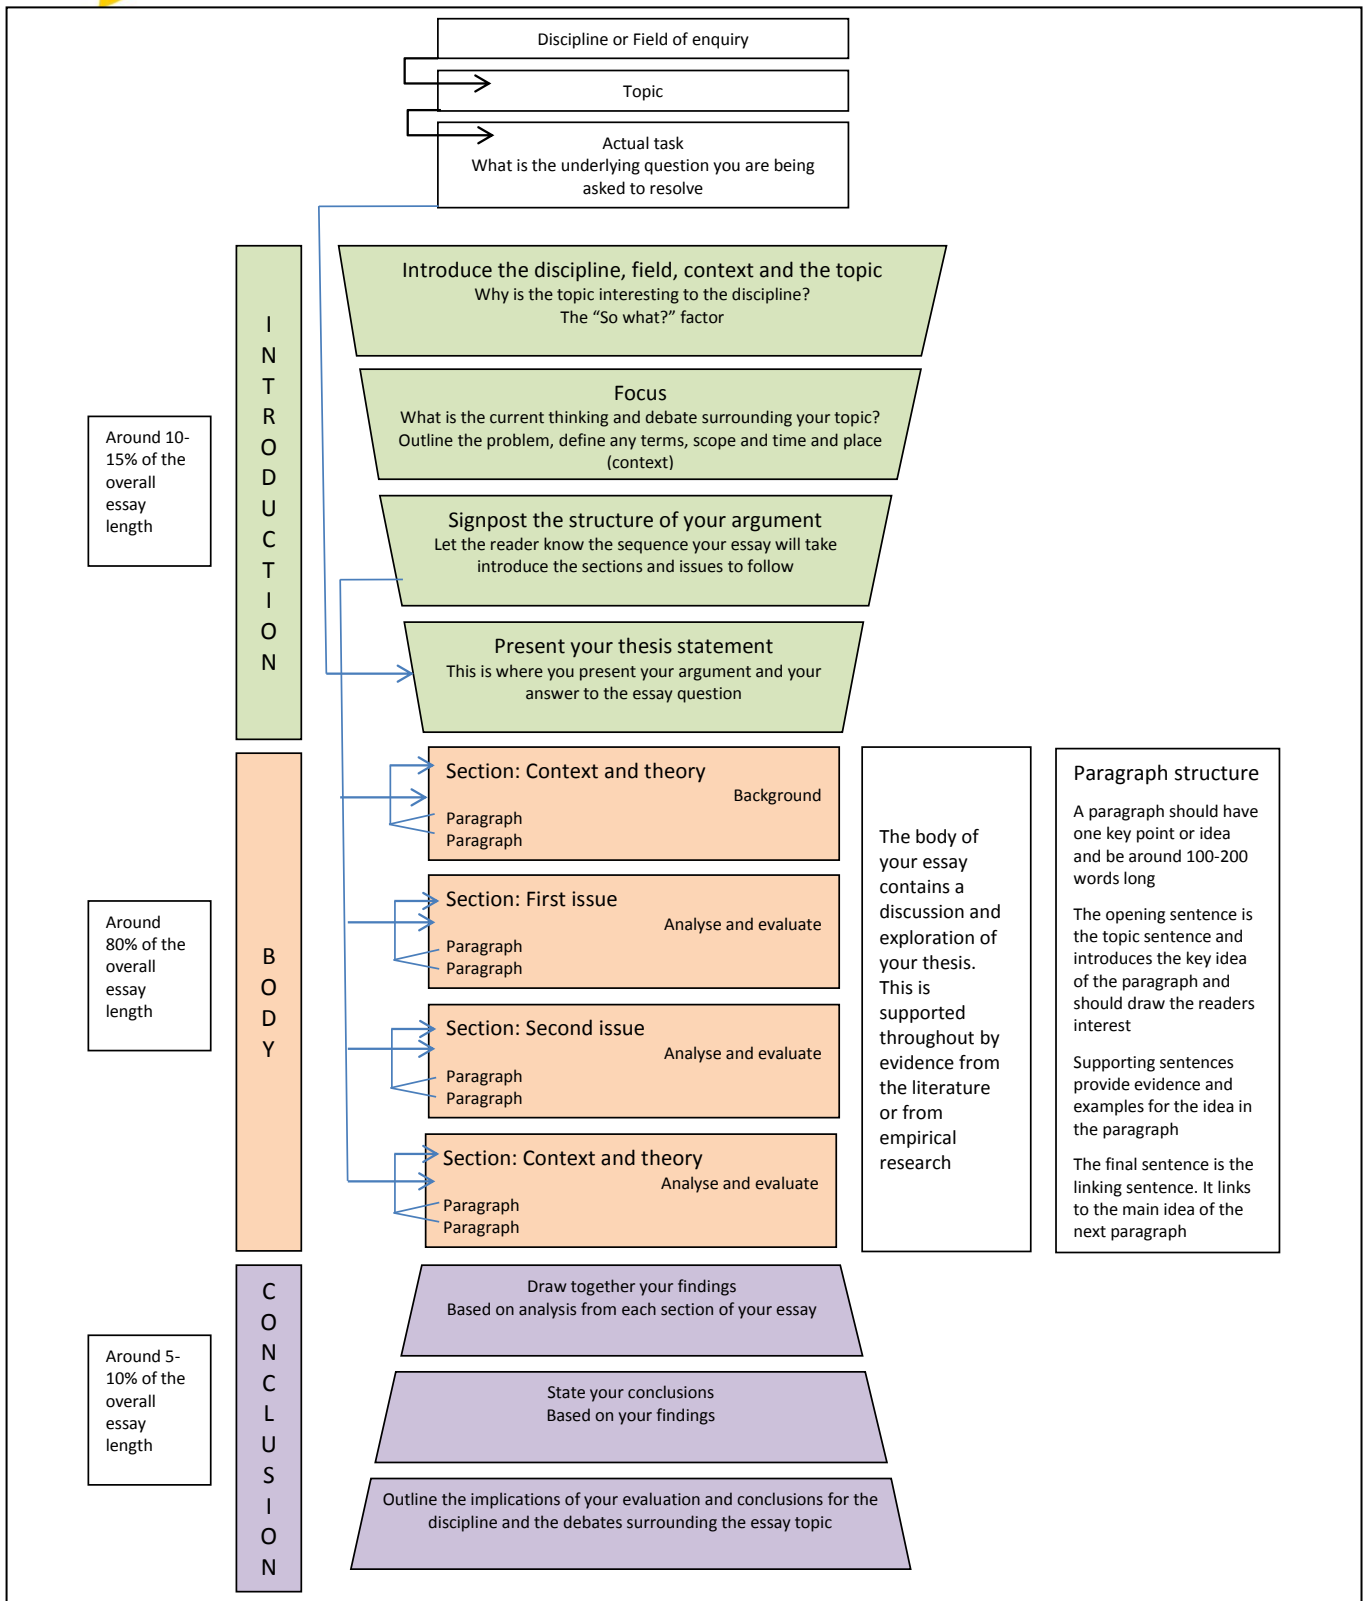 Discipline or Field of enquiry
Topic
Actual task
What is the underlying question you are being
asked to resolve
INTRODUCTION
Around 10-
15% of the
overall
essay
length
Introduce the discipline, field, context and the topic
Why is the topic interesting to the discipline?
The “So what?” factor
Focus
What is the current thinking and debate surrounding your topic?
Outline the problem, define any terms, scope and time and place
(context)
Signpost the structure of your argument
Let the reader know the sequence your essay will take
introduce the sections and issues to follow
Present your thesis statement
This is where you present your argument and your
answer to the essay question
BODY
Around
80% of the
overall
essay
length
Section: Context and theory
Background
Paragraph
Paragraph
Section: First issue
Analyse and evaluate
Paragraph
Paragraph
Section: Second issue
Analyse and evaluate
Paragraph
Paragraph
Section: Context and theory
Analyse and evaluate
Paragraph
Paragraph
The body of
your essay
contains a
discussion and
exploration of
your thesis.
This is
supported
throughout by
evidence from
the literature
or from
empirical
research
Paragraph structure
A paragraph should have
one key point or idea
and be around 100-200
words long
The opening sentence is
the topic sentence and
introduces the key idea
of the paragraph and
should draw the readers
interest
Supporting sentences
provide evidence and
examples for the idea in
the paragraph
The final sentence is the
linking sentence. It links
to the main idea of the
next paragraph
CONCLUSION
Around 5-
10% of the
overall
essay
length
Draw together your findings
Based on analysis from each section of your essay
State your conclusions
Based on your findings
Outline the implications of your evaluation and conclusions for the
discipline and the debates surrounding the essay topic